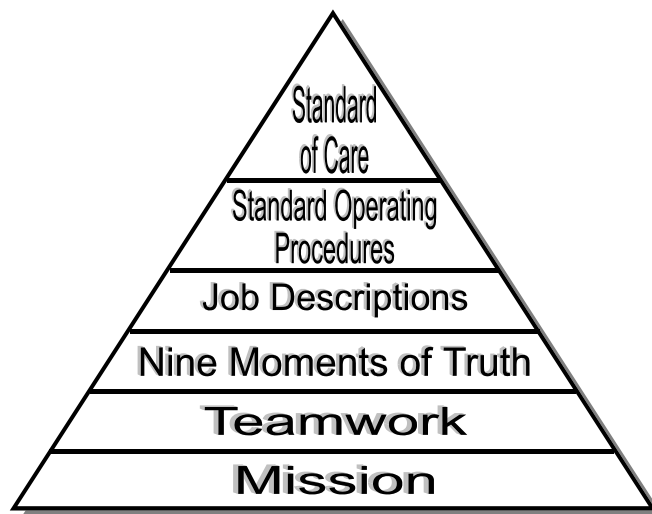 Standard
of Care
Standard Operating
Procedures
Job Descriptions
Nine Moments of Truth
Teamwork
Mission